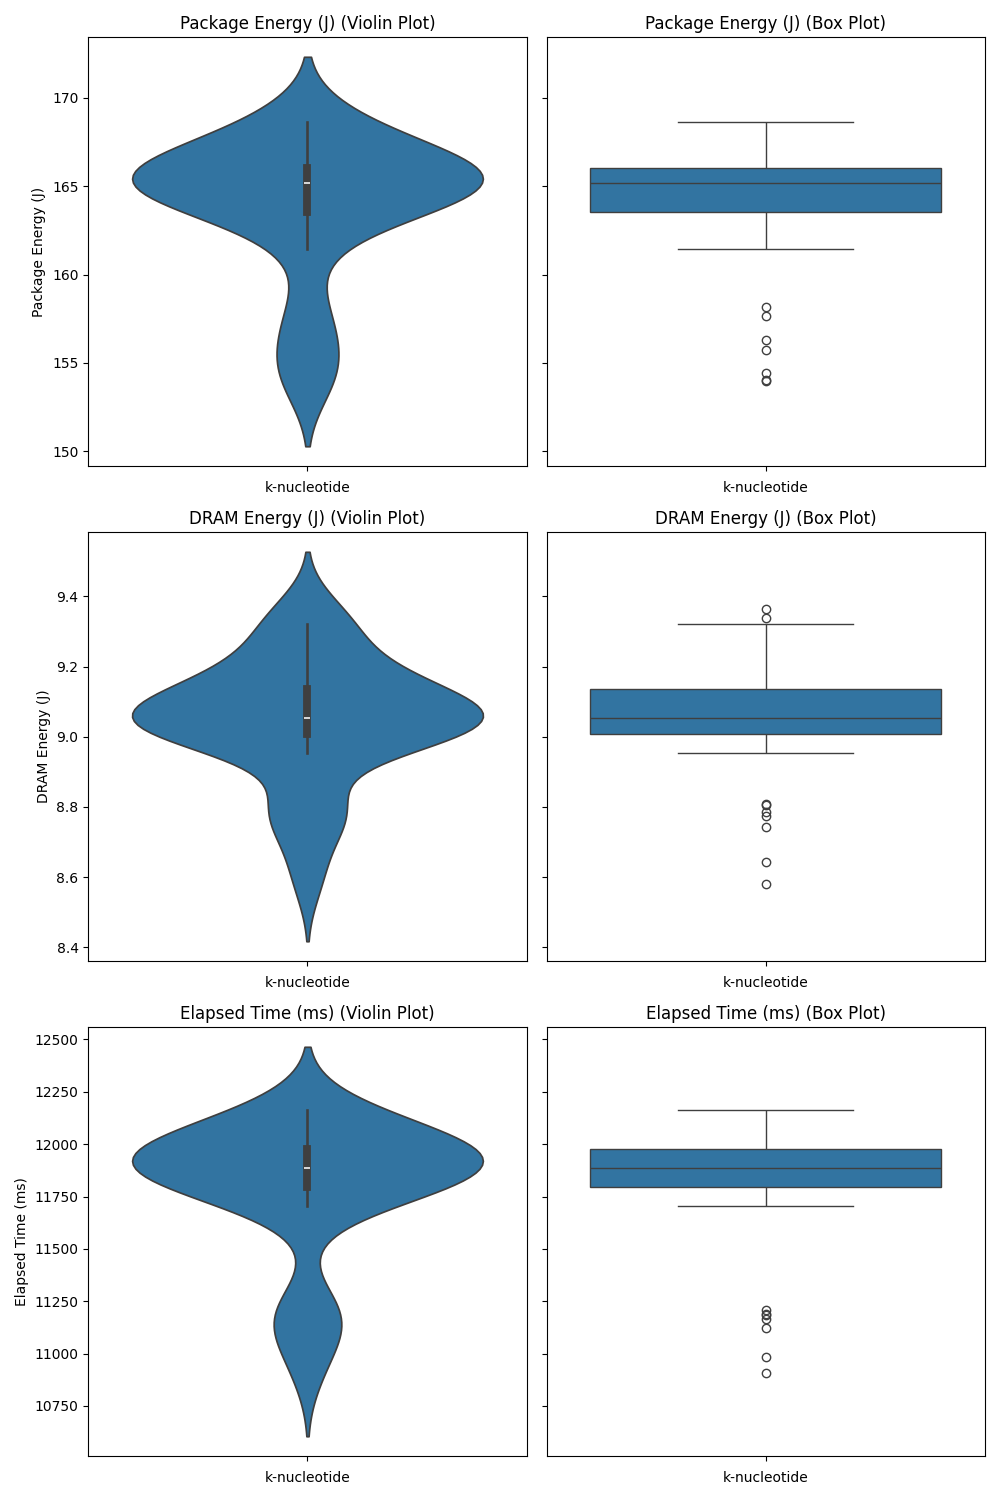 Package Energy (J) (Violin Plot)
Package Energy (J) (Box Plot)
170
165
160
155
150
Package Energy (J)
k-nucleotide
k-nucleotide
DRAM Energy (J) (Violin Plot)
DRAM Energy (J) (Box Plot)
9.4
9.2
9.0
8.8
8.6
8.4
DRAM Energy (J)
k-nucleotide
k-nucleotide
Elapsed Time (ms) (Violin Plot)
Elapsed Time (ms) (Box Plot)
12500
12250
12000
11750
11500
11250
11000
10750
Elapsed Time (ms)
k-nucleotide
k-nucleotide